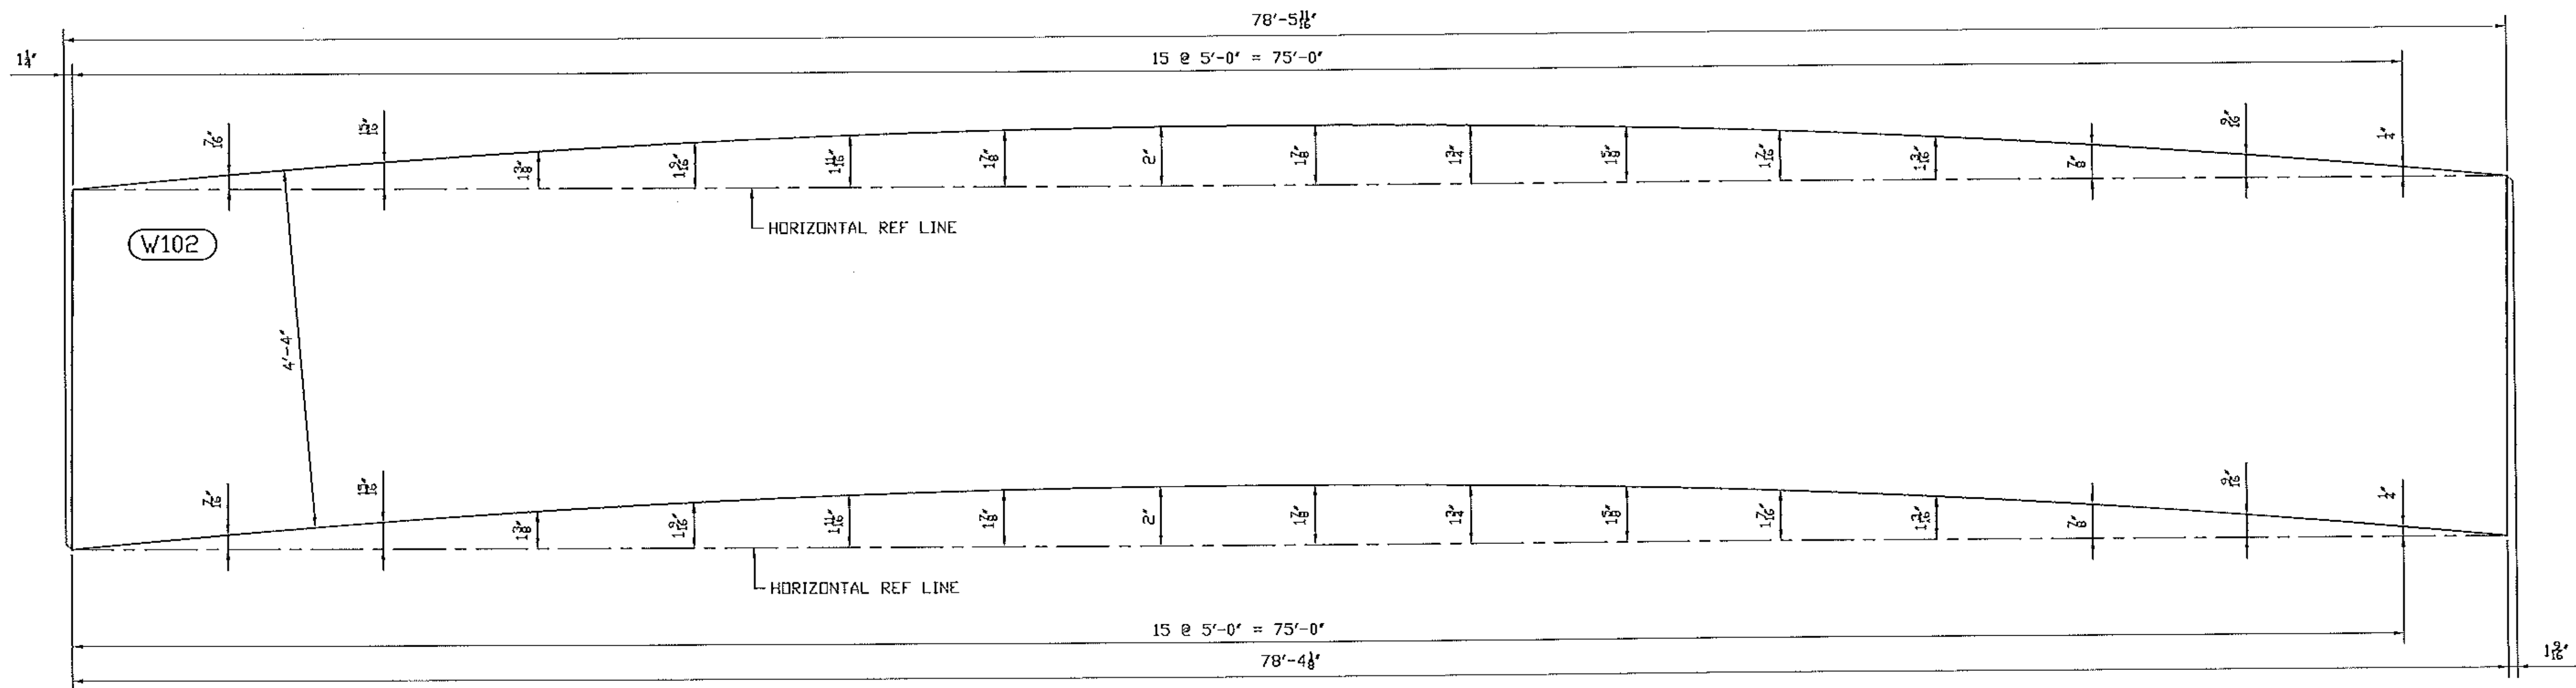 78'-5 11/16"
1 1/4"
15 @ 5'-0" = 75'-0"
7/16" 15/16" 1 3/8" 1 9/16" 1 11/16" 1 7/8" 2" 1 7/8" 1 3/4" 1 5/8" 1 7/16" 1 3/16" 7/8" 9/16" 1/4"
HORIZONTAL REF LINE
W102
4'-4"
7/16" 15/16" 1 3/8" 1 9/16" 1 11/16" 1 7/8" 2" 1 7/8" 1 3/4" 1 5/8" 1 7/16" 1 3/16" 7/8" 9/16" 1/4"
HORIZONTAL REF LINE
15 @ 5'-0" = 75'-0"
78'-4 1/8"
1 9/16"